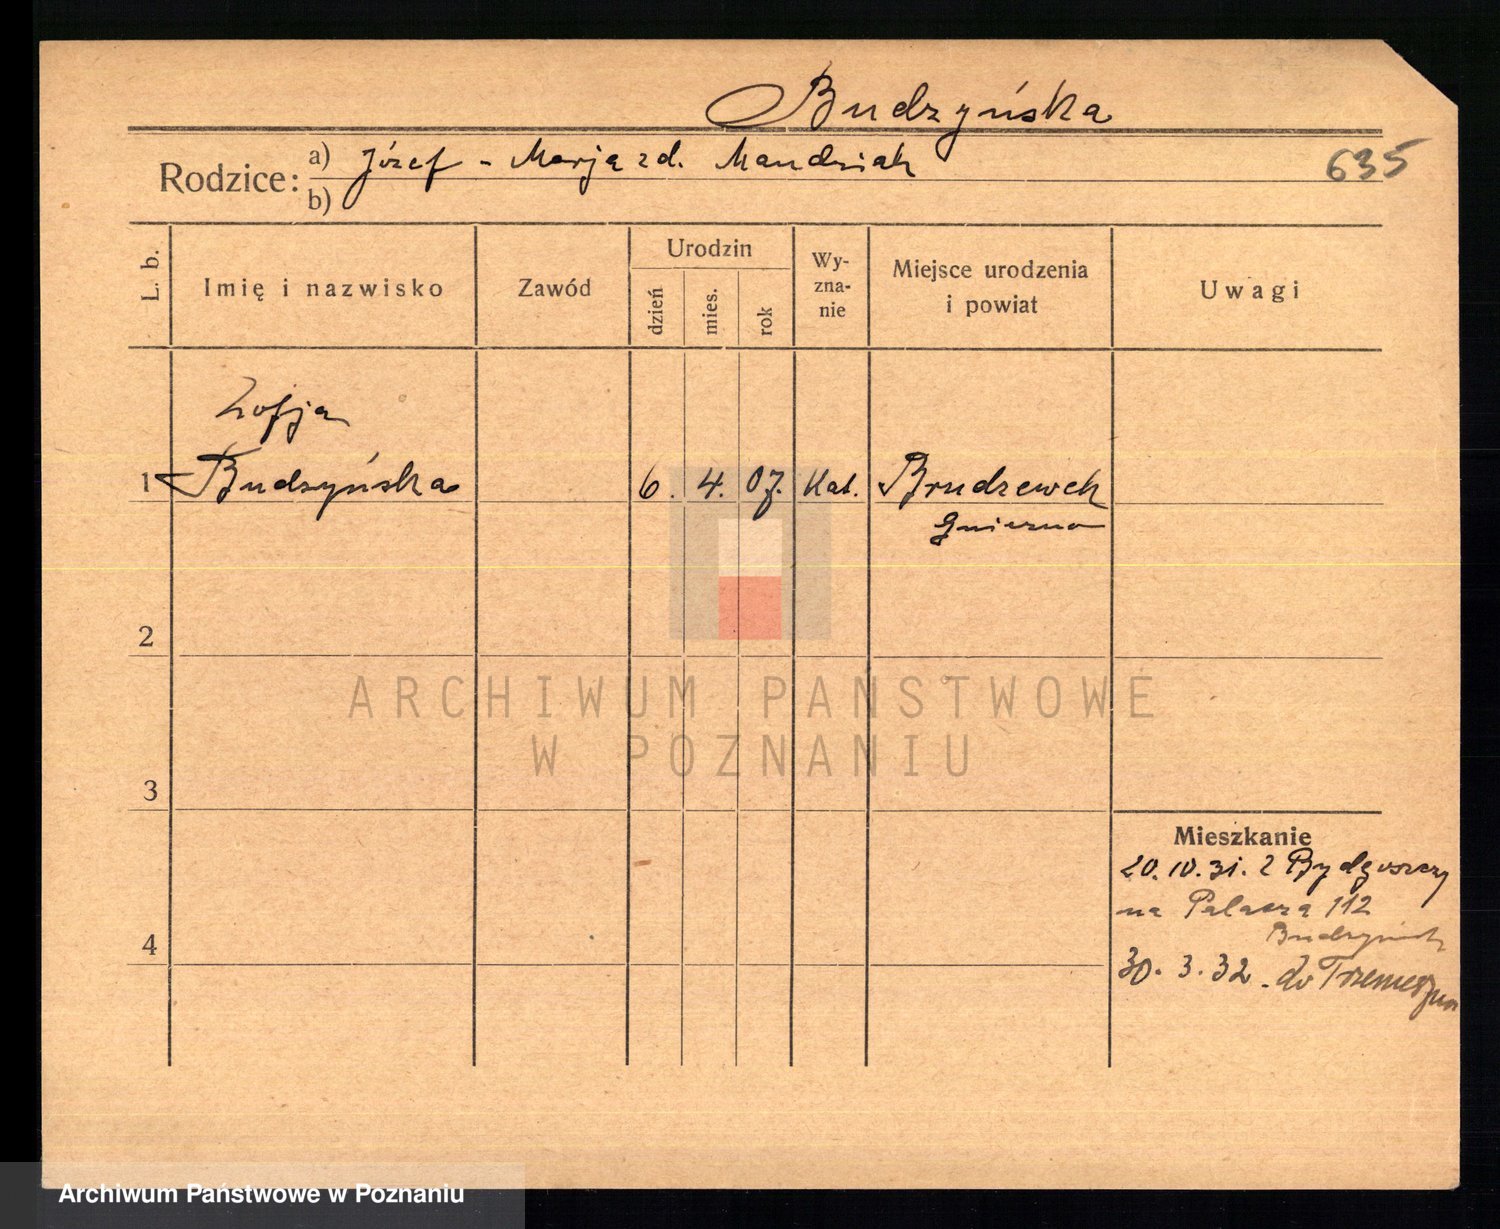 Budzyńska
Rodzice: a) Józef - Marja zd. Mandziak
b)
635
L. b.
Imię i nazwisko
Zawód
Urodzin
dzień
mies.
rok
Wy-
zna-
nie
Miejsce urodzenia
i powiat
Uwagi
Zofja
1 Budzyńska 6. 4. 07. Kat. Brudzewek
Gniezno
2
3
4
ARCHIWUM PAŃSTWOWE
W POZNANIU
Mieszkanie
20.10.31. z Bydgoszczy
na Palacza 112
30.3.32. do Trzemeszna
Archiwum Państwowe w Poznaniu